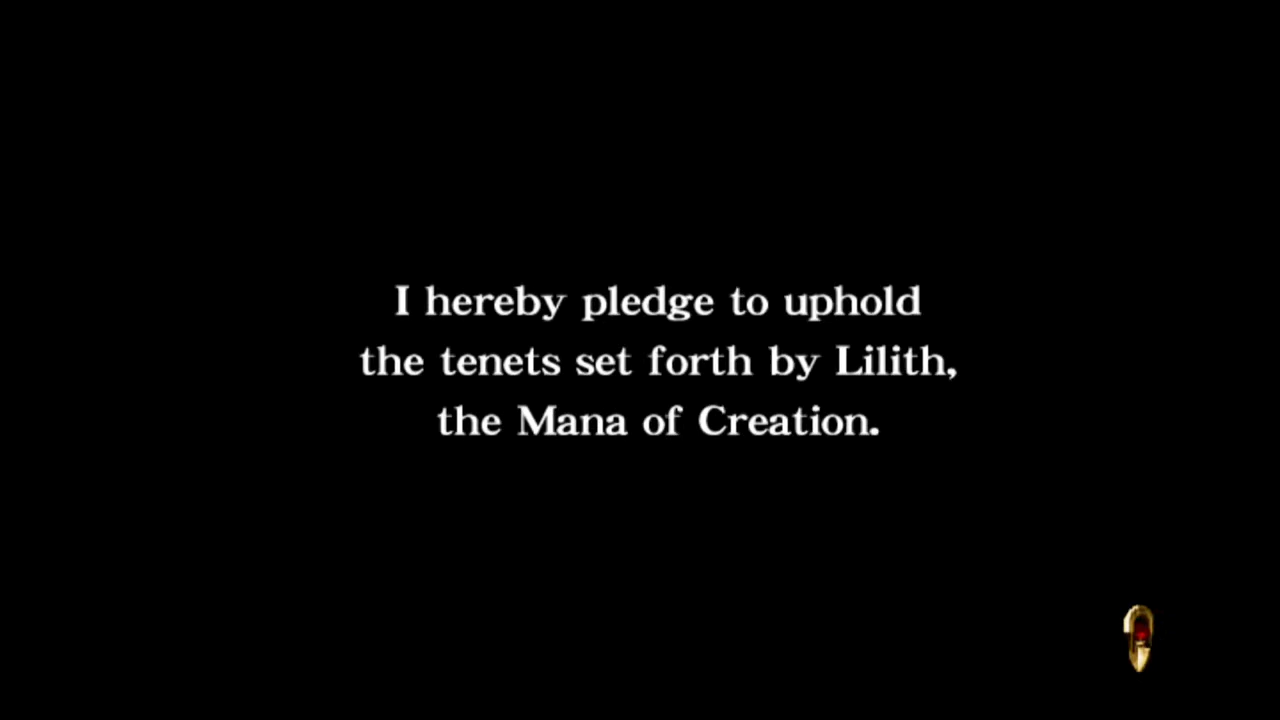 I hereby pledge to uphold
the tenets set forth by Lilith,
the Mana of Creation.